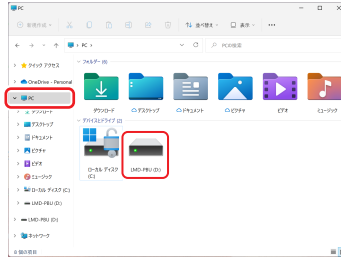 PC
新規作成
並べ替え
表示
PC
PCの検索
クイック アクセス
OneDrive - Personal
PC
ダウンロード
デスクトップ
ドキュメント
ピクチャ
ビデオ
ミュージック
ローカル ディスク (C:)
LMD-PBU (D:)
LMD-PBU (D:)
ネットワーク
フォルダー (6)
ダウンロード
デスクトップ
ドキュメント
ピクチャ
ビデオ
ミュージック
デバイスとドライブ (2)
ローカル ディスク
(C:)
LMD-PBU (D:)
8 個の項目